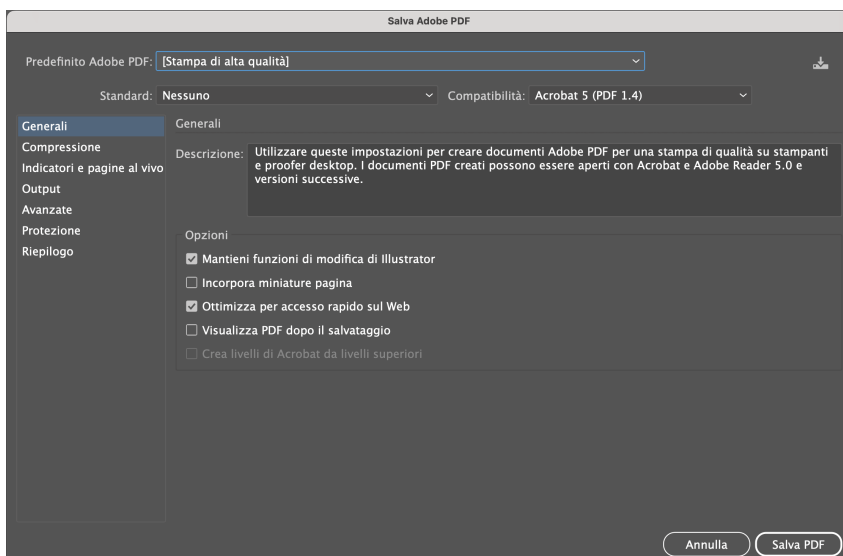 Salva Adobe PDF
Predefinito Adobe PDF: [Stampa di alta qualità]
Standard: Nessuno Compatibilità: Acrobat 5 (PDF 1.4)
Generali
Compressione
Indicatori e pagine al vivo
Output
Avanzate
Protezione
Riepilogo
Generali
Descrizione: Utilizzare queste impostazioni per creare documenti Adobe PDF per una stampa di qualità su stampanti
e proofer desktop. I documenti PDF creati possono essere aperti con Acrobat e Adobe Reader 5.0 e
versioni successive.
Opzioni
Mantieni funzioni di modifica di Illustrator
Incorpora miniature pagina
Ottimizza per accesso rapido sul Web
Visualizza PDF dopo il salvataggio
Crea livelli di Acrobat da livelli superiori
Annulla Salva PDF